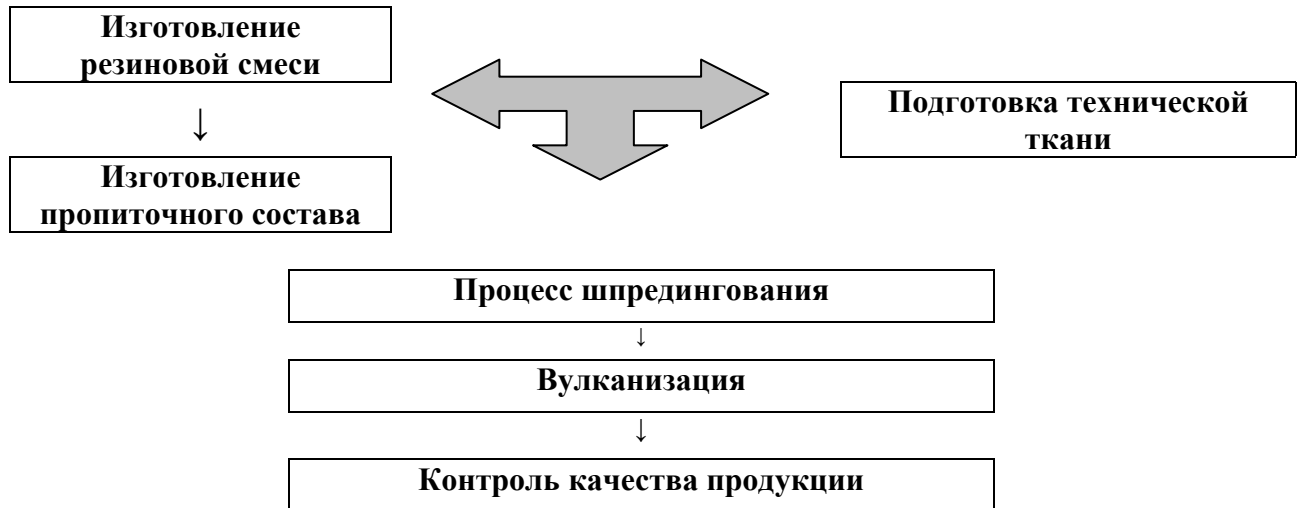 Изготовление
резиновой смеси
↓
Изготовление
пропиточного состава
Подготовка технической
ткани
Процесс шпредингования
↓
Вулканизация
↓
Контроль качества продукции